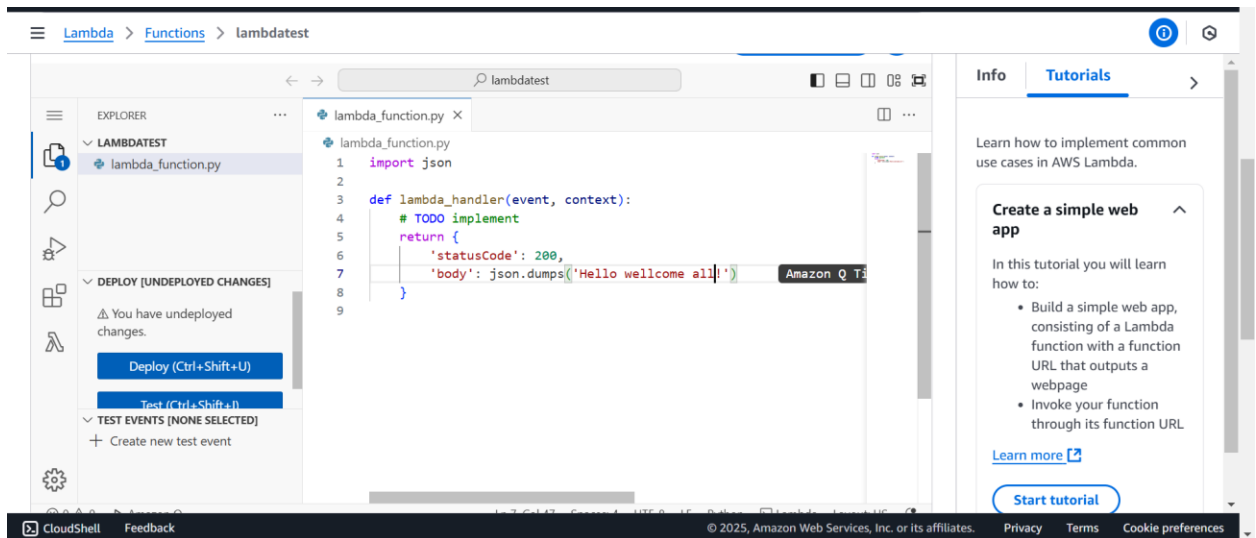 Lambda > Functions > lambdatest
lambdatest
Info
Tutorials
EXPLORER
lambda_function.py
LAMBDATEST
lambda_function.py
1
lambda_function.py
1 import json
2
3 def lambda_handler(event, context):
4 # TODO implement
5 return {
6 'statusCode': 200,
7 'body': json.dumps('Hello wellcome all!') Amazon Q Ti
8 }
9
DEPLOY [UNDEPLOYED CHANGES]
You have undeployed
changes.
Deploy (Ctrl+Shift+U)
Test (Ctrl+Shift+I)
TEST EVENTS [NONE SELECTED]
Create new test event
Learn how to implement common
use cases in AWS Lambda.
Create a simple web
app
In this tutorial you will learn
how to:
• Build a simple web app,
consisting of a Lambda
function with a function
URL that outputs a
webpage
• Invoke your function
through its function URL
Learn more
Start tutorial
CloudShell Feedback
© 2025, Amazon Web Services, Inc. or its affiliates. Privacy Terms Cookie preferences